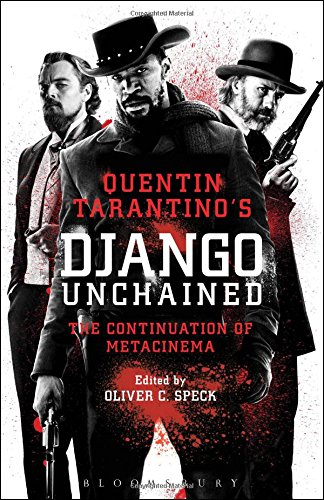 QUENTIN
TARANTINO'S
DJANGO
UNCHAINED
THE CONTINUATION OF
METACINEMA
Edited by
OLIVER C. SPECK
BLOOMSBURY